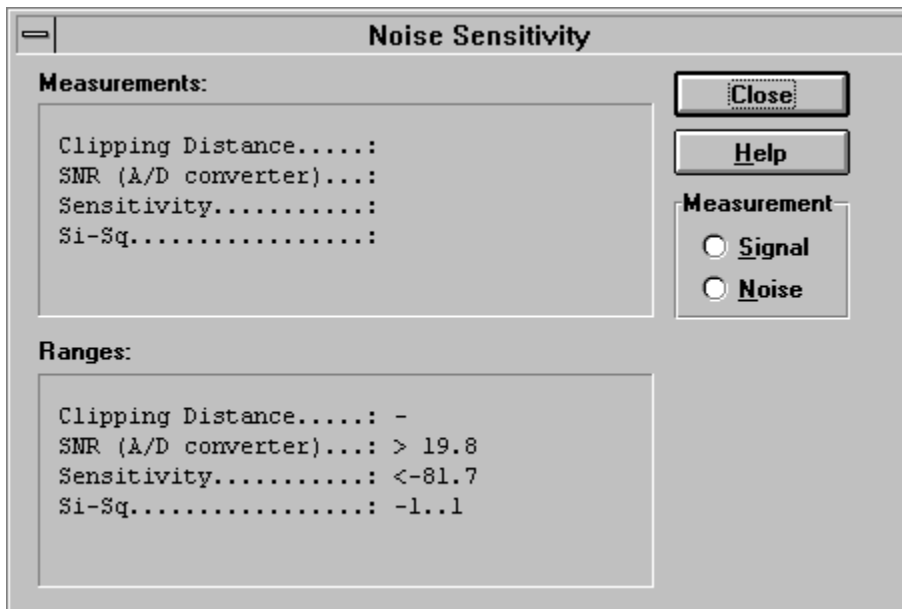 Noise Sensitivity
Measurements:
Clipping Distance.....:
SNR (A/D converter)...:
Sensitivity...........:
Si-Sq.................:
Close
Help
Measurement
Signal
Noise
Ranges:
Clipping Distance.....: -
SNR (A/D converter)...: > 19.8
Sensitivity...........: <-81.7
Si-Sq.................: -1..1